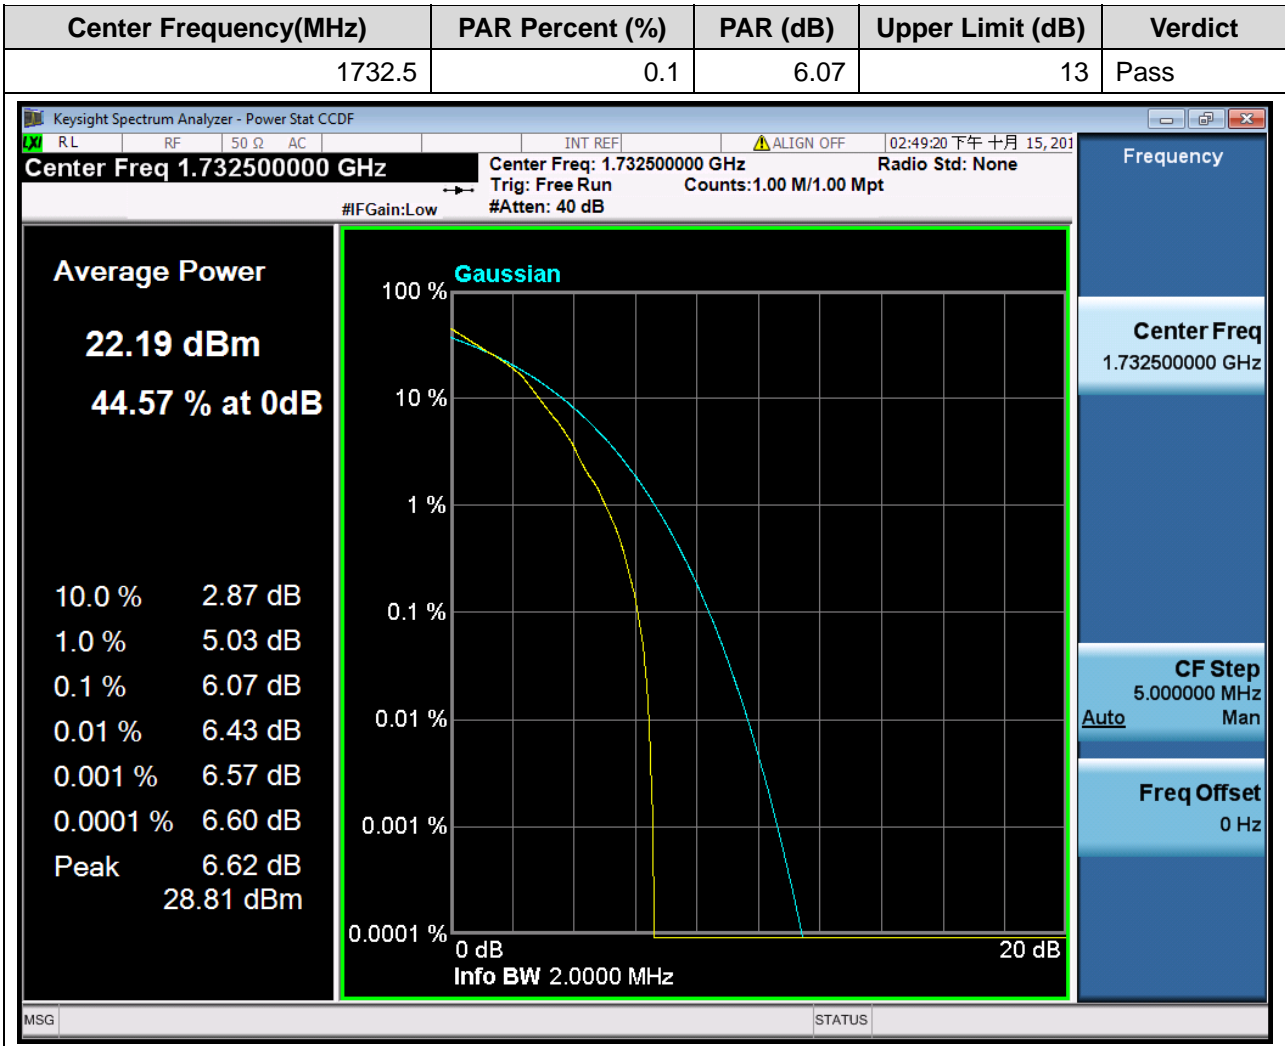 Center Frequency(MHz) PAR Percent (%) PAR (dB) Upper Limit (dB) Verdict
1732.5 0.1 6.07 13 Pass
Keysight Spectrum Analyzer - Power Stat CCDF
LXI RL RF 50 Ω AC INT REF ALIGN OFF 02:49:20 下午 十月 15, 201
Center Freq 1.732500000 GHz
Center Freq: 1.732500000 GHz Radio Std: None
Trig: Free Run Counts:1.00 M/1.00 Mpt
#IFGain:Low #Atten: 40 dB
Average Power
22.19 dBm
44.57 % at 0dB
10.0 % 2.87 dB
1.0 % 5.03 dB
0.1 % 6.07 dB
0.01 % 6.43 dB
0.001 % 6.57 dB
0.0001 % 6.60 dB
Peak 6.62 dB
28.81 dBm
Gaussian
100 %
10 %
1 %
0.1 %
0.01 %
0.001 %
0.0001 %
0 dB 20 dB
Info BW 2.0000 MHz
Frequency
Center Freq
1.732500000 GHz
CF Step
5.000000 MHz
Auto Man
Freq Offset
0 Hz
MSG STATUS